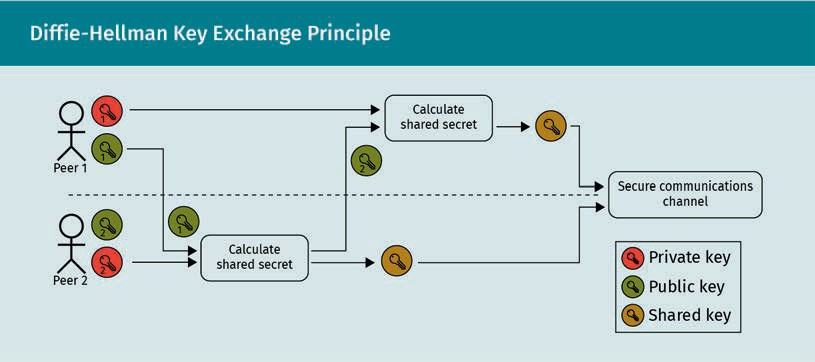 Diffie-Hellman Key Exchange Principle
1
Calculate
shared secret
1
Peer 1
2
Secure communications
channel
2
1
Calculate
shared secret
2
Peer 2
Private key
Public key
Shared key